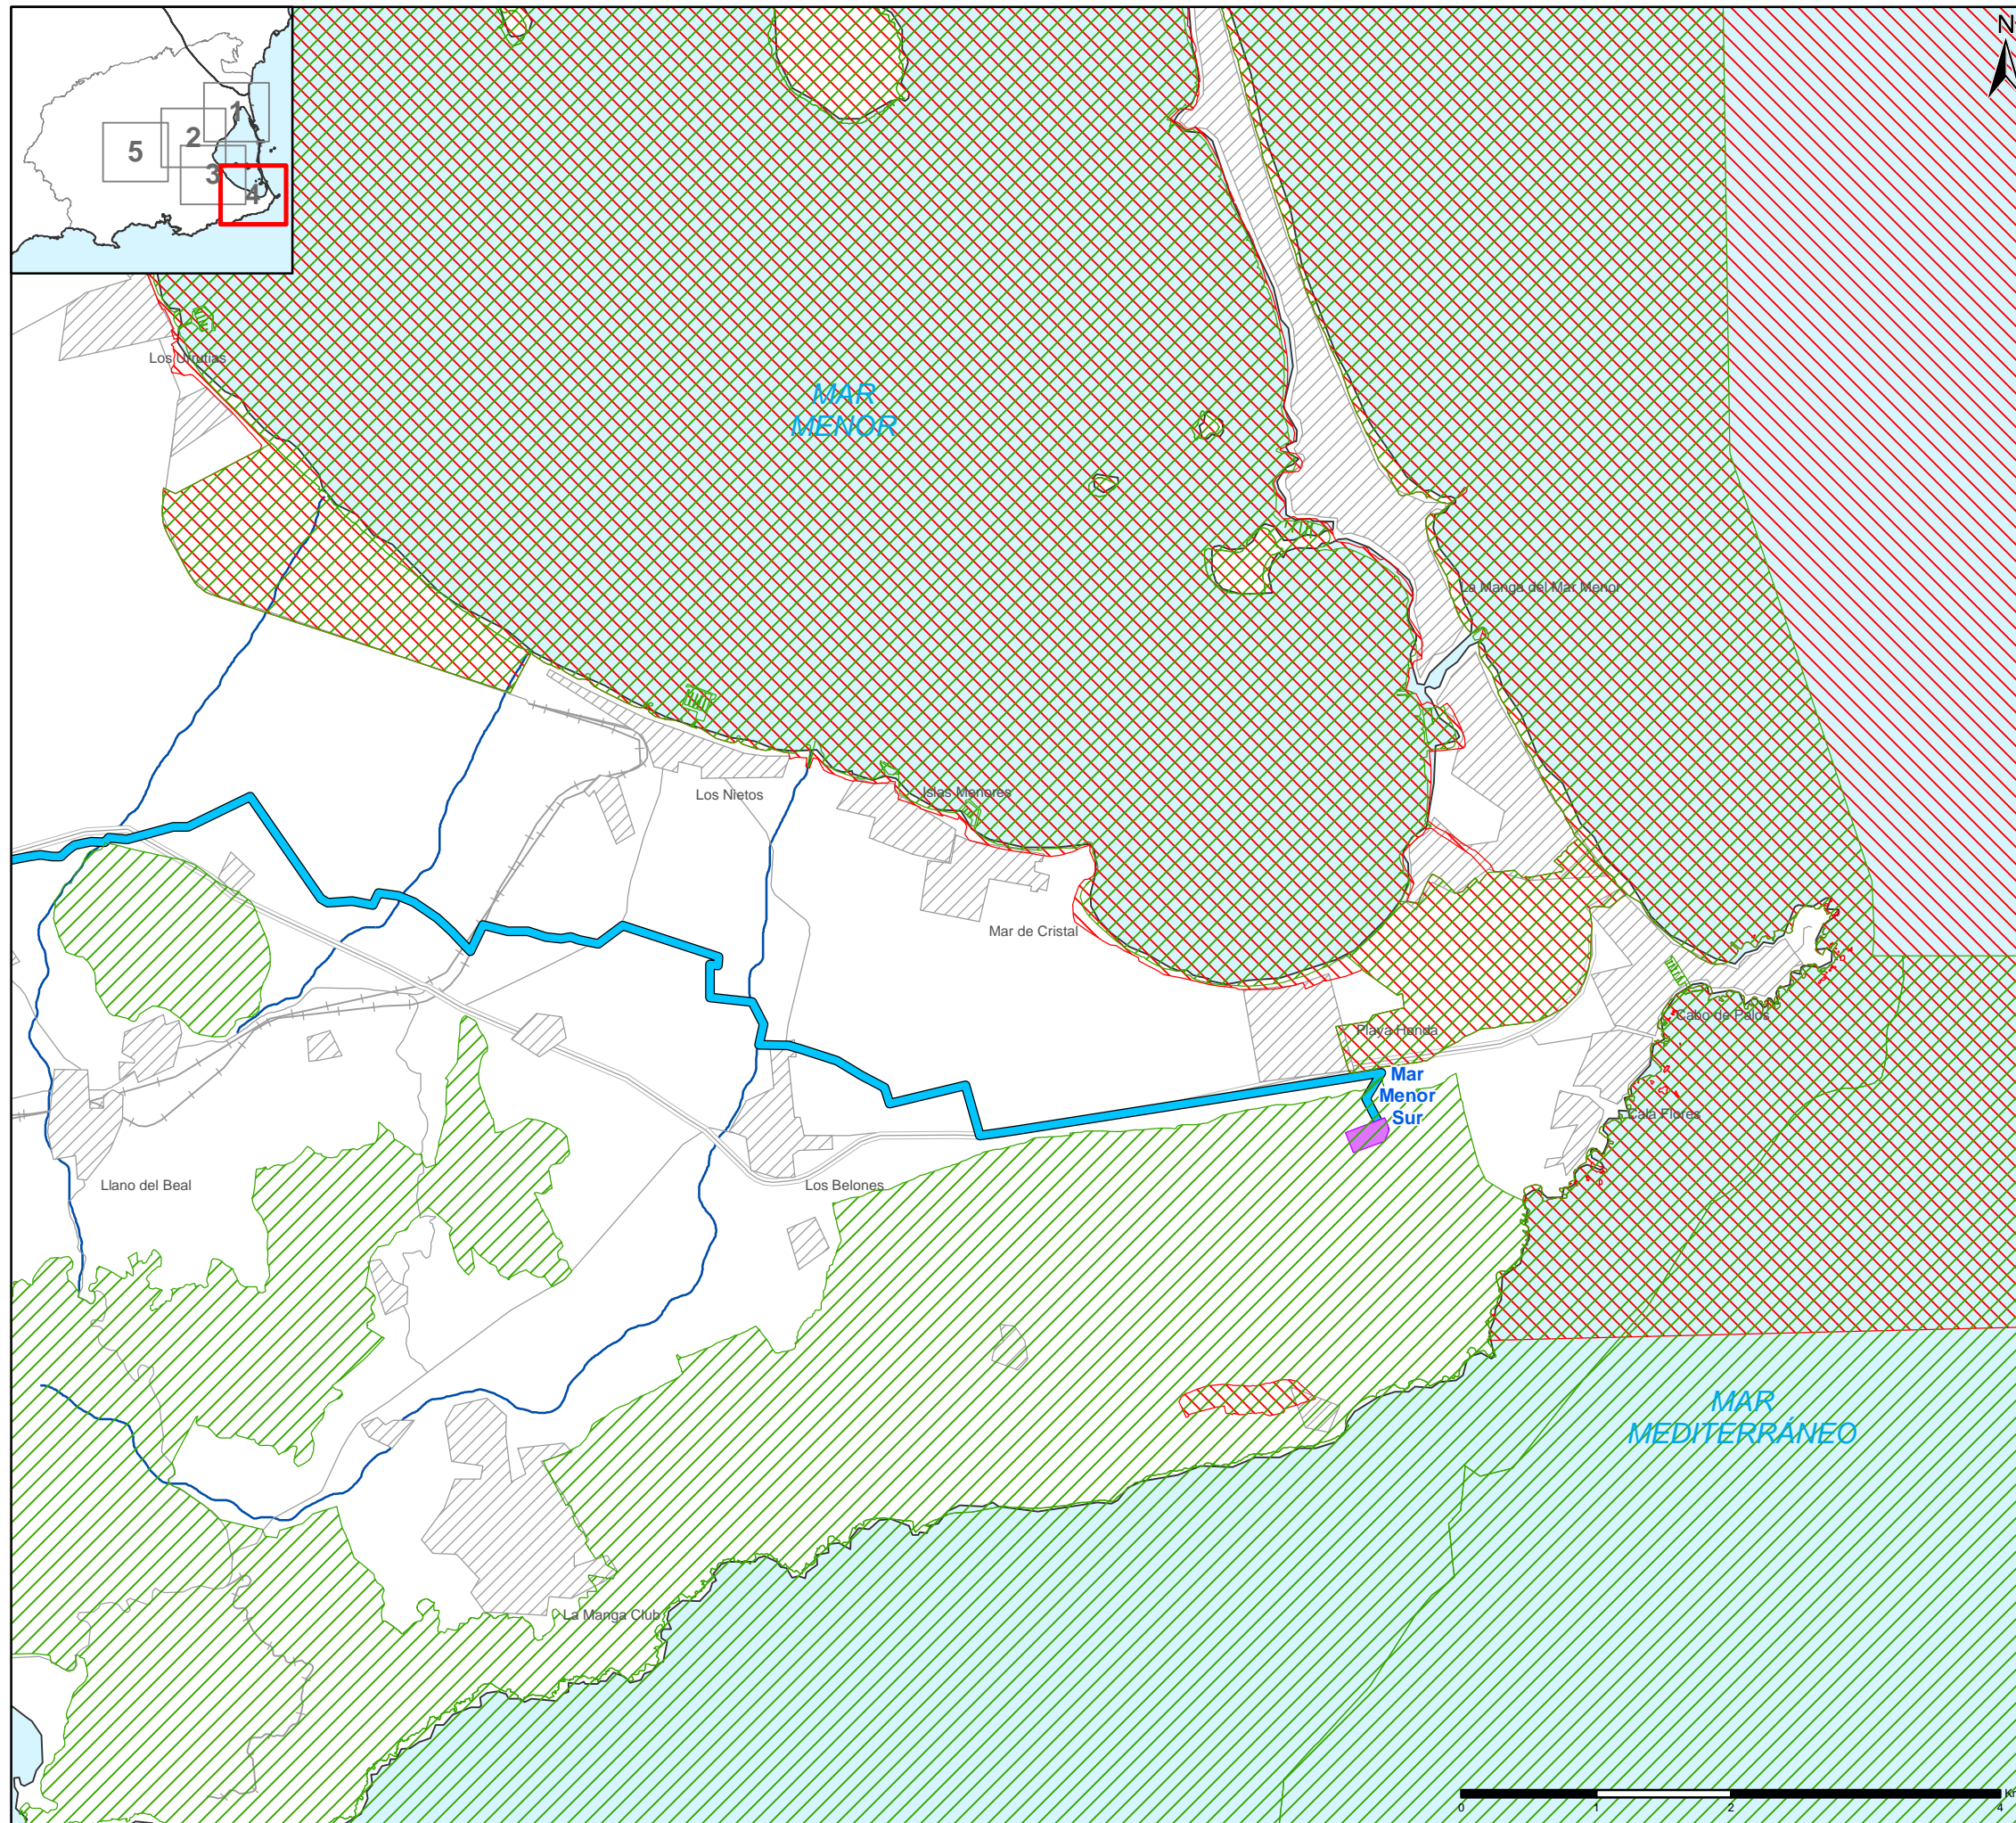 N
1
2
5
3
4
Los Urrutias
MAR
MENOR
La Manga del Mar Menor
Los Nietos
Islas Menores
Mar de Cristal
Cabo de Palos
Playa Honda
Mar
Menor
Sur
Cala Flores
Llano del Beal
Los Belones
MAR
MEDITERRÁNEO
La Manga Club
Km
0 1 2 4